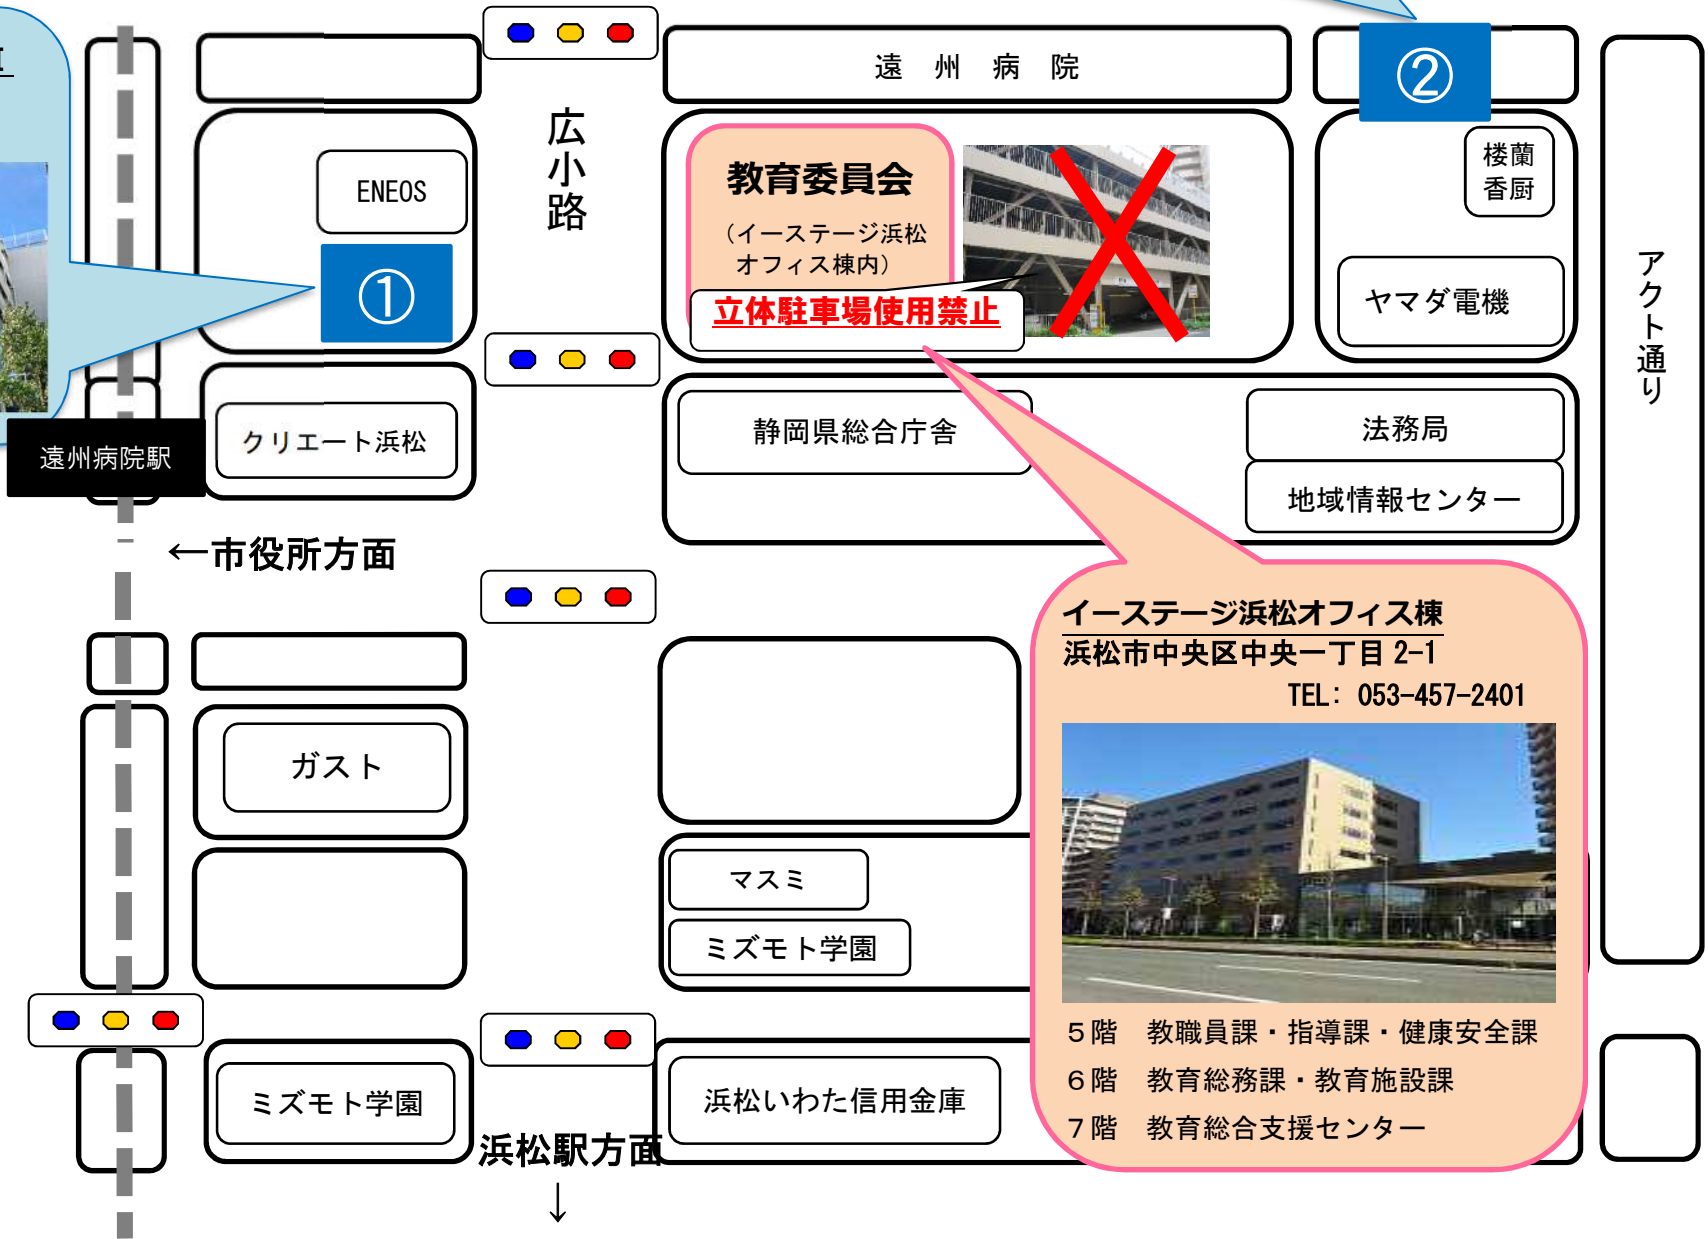 遠 州 病 院
②
広小路
ENEOS
①
教育委員会
（イーステージ浜松
オフィス棟内）
立体駐車場使用禁止
楼蘭
香厨
ヤマダ電機
アクト通り
クリエート浜松
遠州病院駅
静岡県総合庁舎
法務局
地域情報センター
←市役所方面
イーステージ浜松オフィス棟
浜松市中央区中央一丁目 2-1
TEL: 053-457-2401
ガスト
マスミ
ミズモト学園
5階 教職員課・指導課・健康安全課
6階 教育総務課・教育施設課
7階 教育総合支援センター
ミズモト学園
浜松いわた信用金庫
浜松駅方面
↓